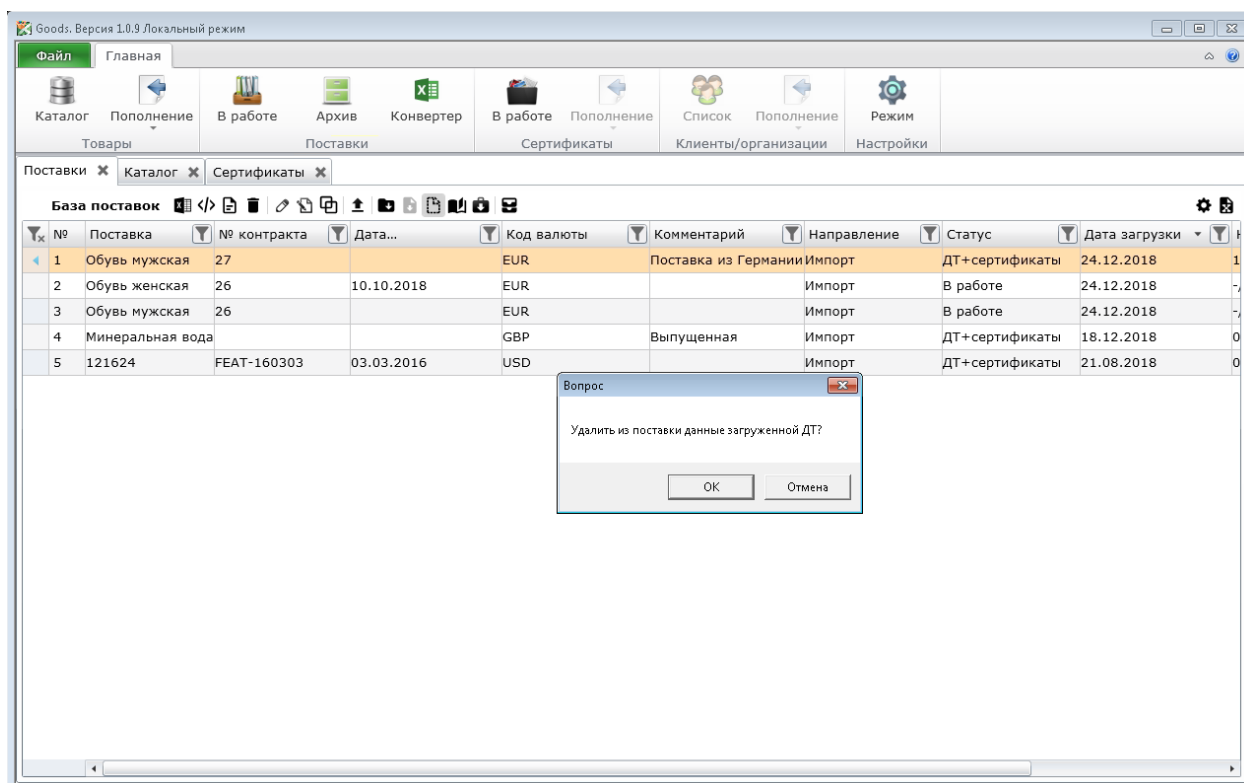 Goods. Версия 1.0.9 Локальный режим
Файл Главная
Каталог Пополнение В работе Архив Конвертер В работе Пополнение Список Пополнение Режим
Товары Поставки Сертификаты Клиенты/организации Настройки
Поставки Каталог Сертификаты
База поставок
№ Поставка № контракта Дата... Код валюты Комментарий Направление Статус Дата загрузки
1 Обувь мужская 27 EUR Поставка из Германии Импорт ДТ+сертификаты 24.12.2018 1
2 Обувь женская 26 10.10.2018 EUR Импорт В работе 24.12.2018
3 Обувь мужская 26 EUR Импорт В работе 24.12.2018
4 Минеральная вода GBP Выпущенная Импорт ДТ+сертификаты 18.12.2018 0
5 121624 FEAT-160303 03.03.2016 USD Импорт ДТ+сертификаты 21.08.2018 0
Вопрос
Удалить из поставки данные загруженной ДТ?
OK Отмена